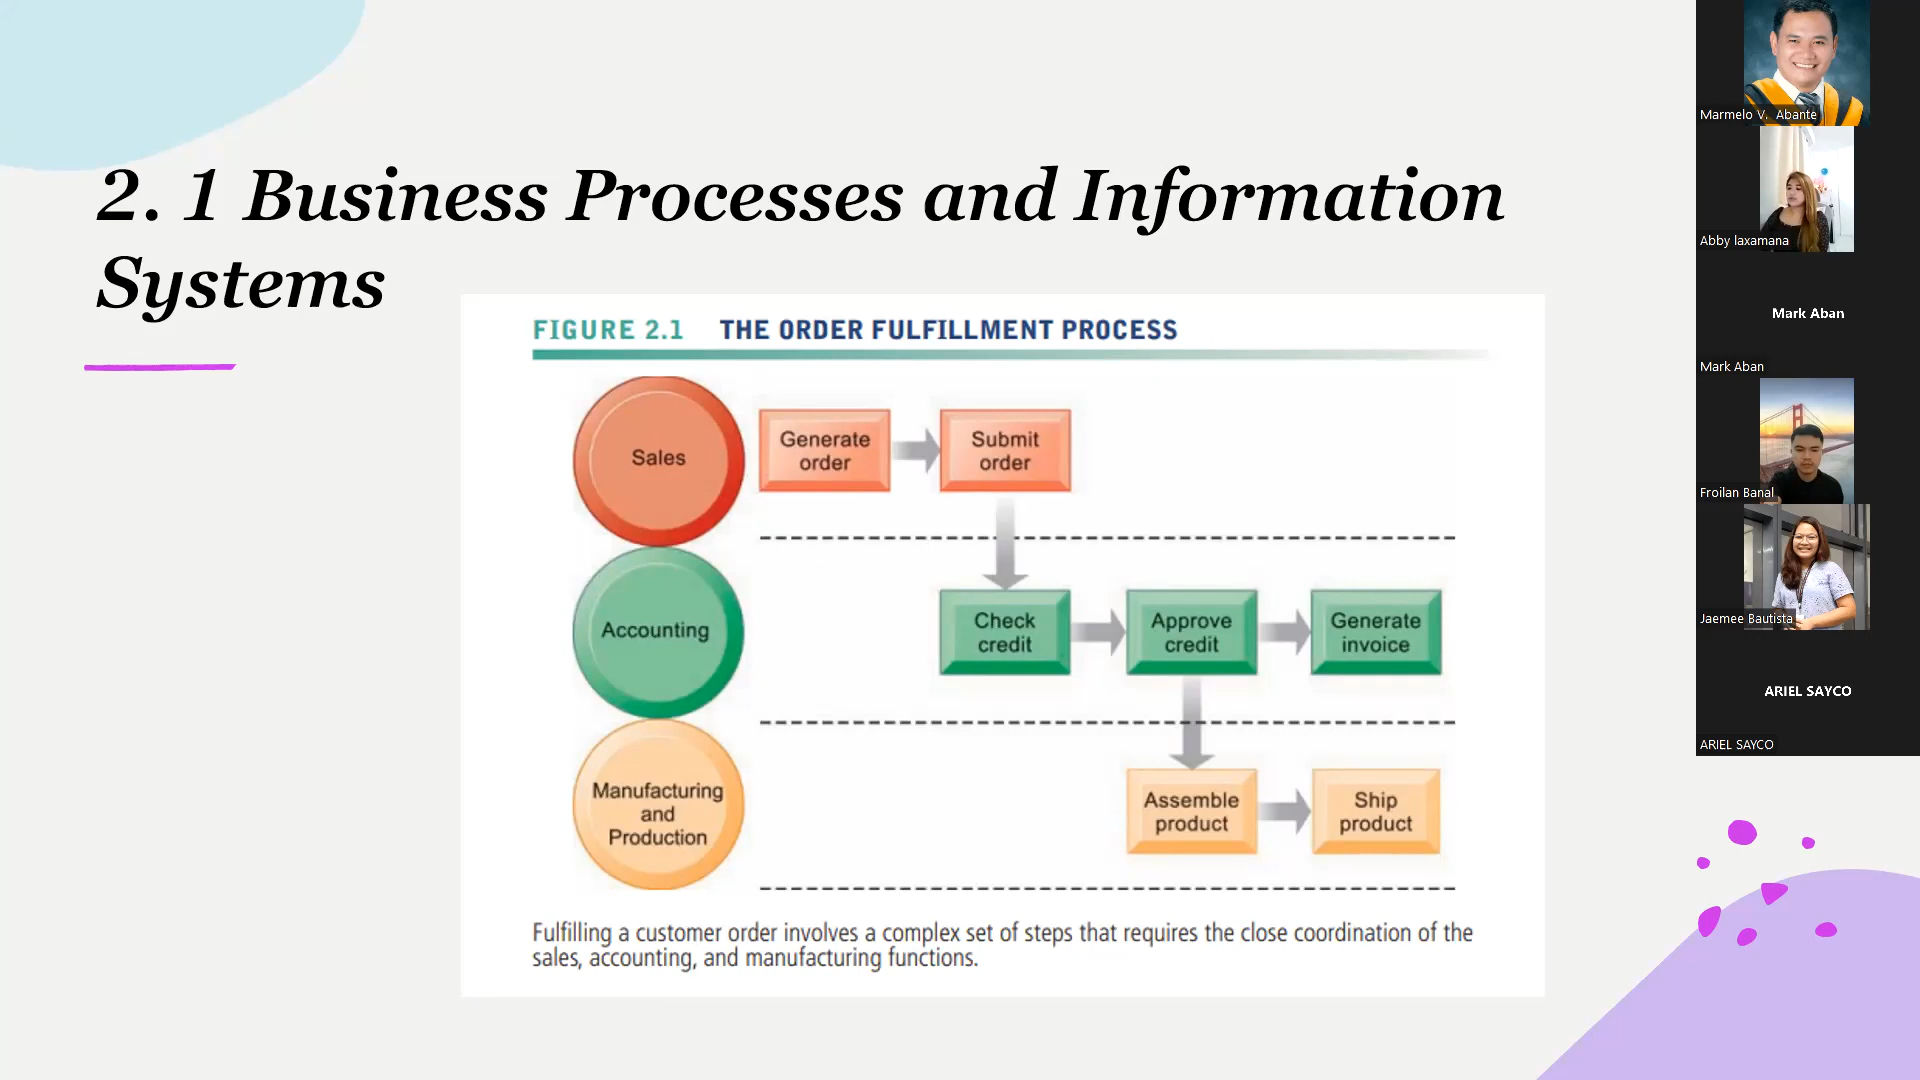 2. 1 Business Processes and Information
Systems
FIGURE 2.1 THE ORDER FULFILLMENT PROCESS
Sales
Generate
order
Submit
order
Accounting
Check
credit
Approve
credit
Generate
invoice
Manufacturing
and
Production
Assemble
product
Ship
product
Fulfilling a customer order involves a complex set of steps that requires the close coordination of the
sales, accounting, and manufacturing functions.
Marmelo V. Abante
Abby laxamana
Mark Aban
Mark Aban
Froilan Banal
Jaemee Bautista
ARIEL SAYCO
ARIEL SAYCO